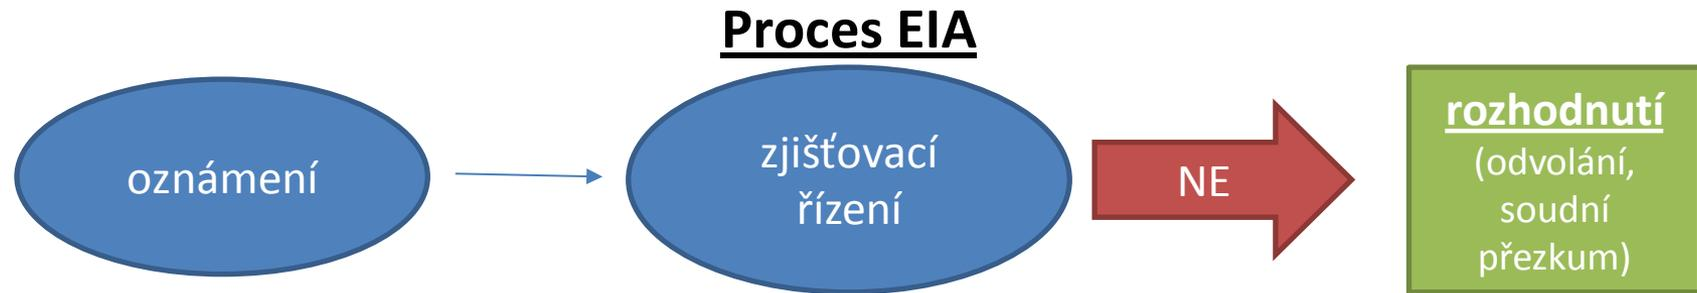 Proces EIA
oznámení
zjišťovací
řízení
NE
rozhodnutí
(odvolání,
soudní
přezkum)